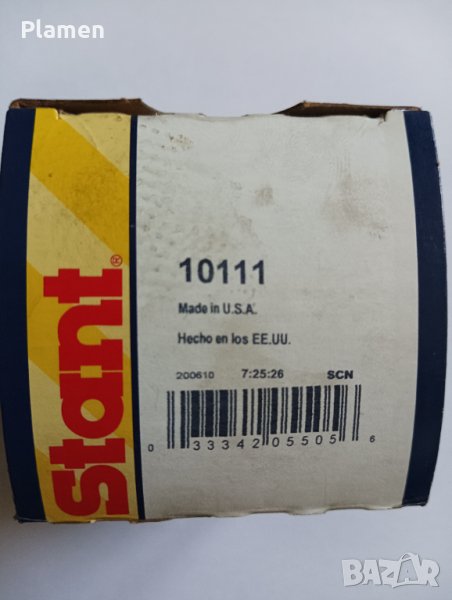 Plamen
Stant®
10111
Made in U.S.A.
Hecho en los EE.UU.
200610 7:25:26 SCN
0 33342 05505 6
BAZAR